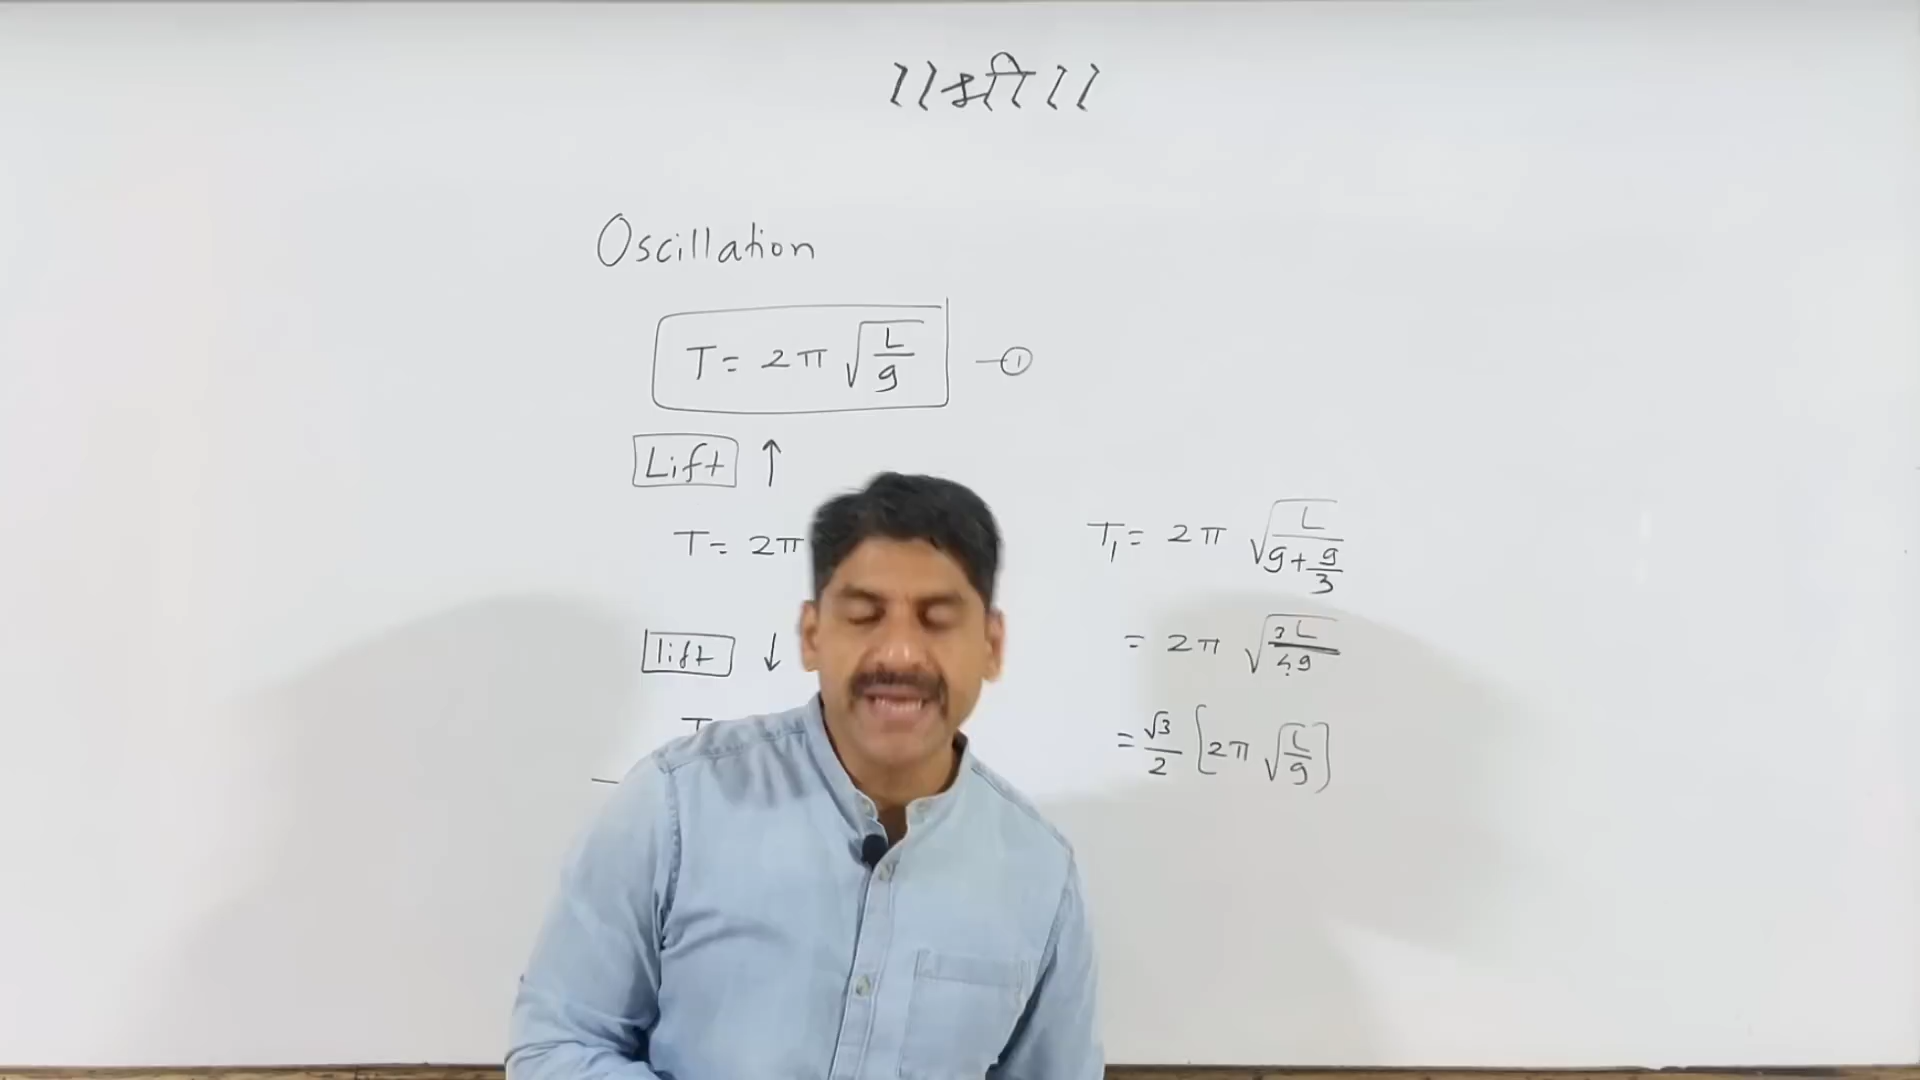 ।।श्री।।
Oscillation
T = 2π √(L/g) —①
Lift ↑
T = 2π
lift ↓
T
T₁ = 2π √(L/(g + g/3))
= 2π √(3L/4g)
= √3/2 [2π √(L/g)]